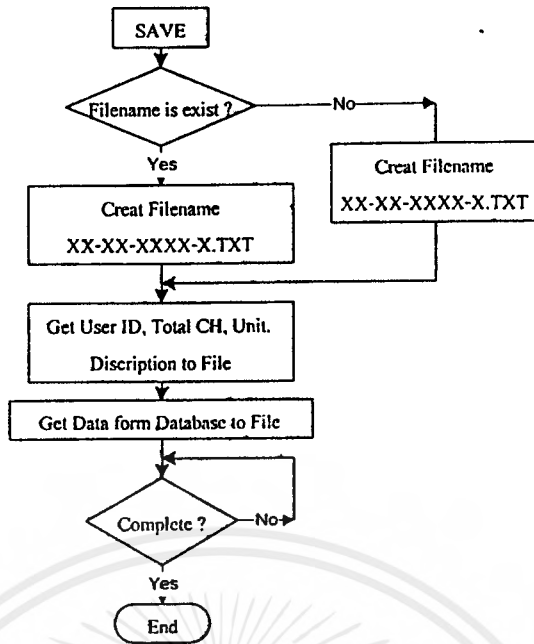 SAVE
Filename is exist ?
No
Yes
Creat Filename
XX-XX-XXXX-X.TXT
Creat Filename
XX-XX-XXXX-X.TXT
Get User ID, Total CH, Unit.
Discription to File
Get Data form Database to File
Complete ?
No
Yes
End